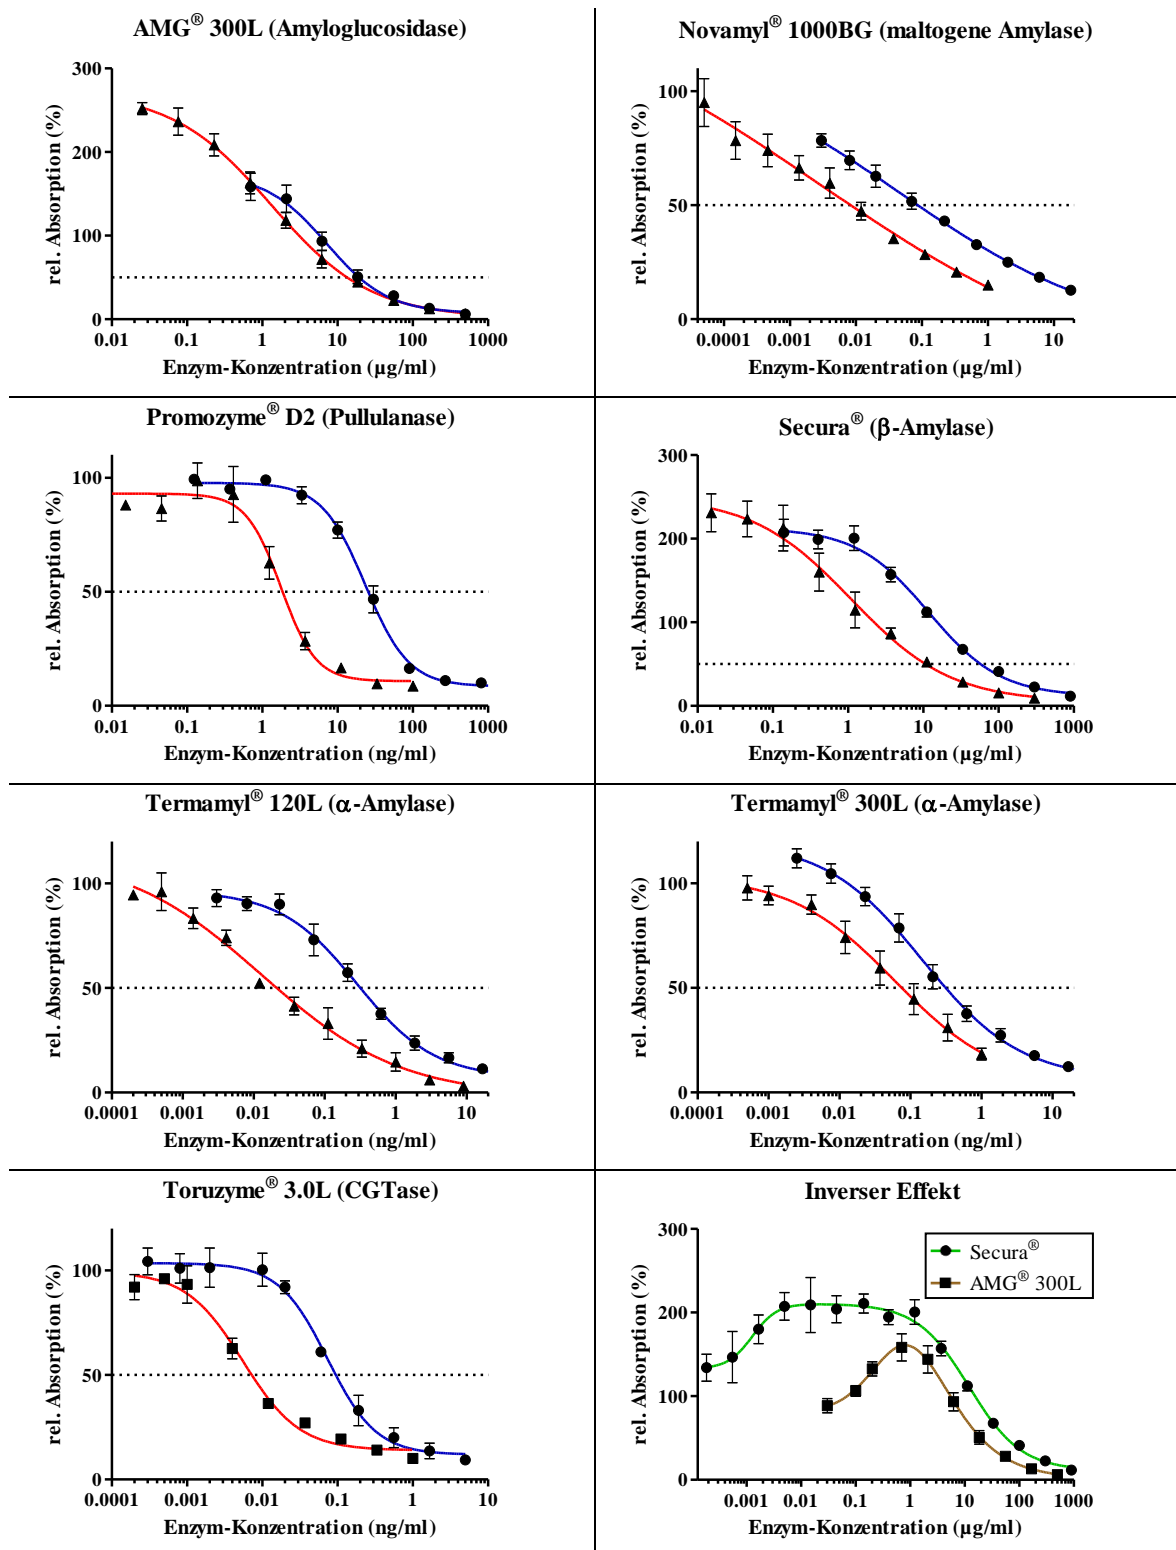 AMG® 300L (Amyloglucosidase)
300
200
100
0
rel. Absorption (%)
0.01 0.1 1 10 100 1000
Enzym-Konzentration (µg/ml)
Novamyl® 1000BG (maltogene Amylase)
100
50
0
rel. Absorption (%)
0.0001 0.001 0.01 0.1 1 10
Enzym-Konzentration (µg/ml)
Promozyme® D2 (Pullulanase)
100
50
0
rel. Absorption (%)
0.01 0.1 1 10 100 1000
Enzym-Konzentration (ng/ml)
Secura® (β-Amylase)
300
200
100
0
rel. Absorption (%)
0.01 0.1 1 10 100 1000
Enzym-Konzentration (µg/ml)
Termamyl® 120L (α-Amylase)
100
50
0
rel. Absorption (%)
0.0001 0.001 0.01 0.1 1 10
Enzym-Konzentration (ng/ml)
Termamyl® 300L (α-Amylase)
100
50
0
rel. Absorption (%)
0.0001 0.001 0.01 0.1 1 10
Enzym-Konzentration (ng/ml)
Toruzyme® 3.0L (CGTase)
100
50
0
rel. Absorption (%)
0.0001 0.001 0.01 0.1 1 10
Enzym-Konzentration (ng/ml)
Inverser Effekt
300
200
100
0
rel. Absorption (%)
Secura®
AMG® 300L
0.001 0.01 0.1 1 10 100 1000
Enzym-Konzentration (µg/ml)